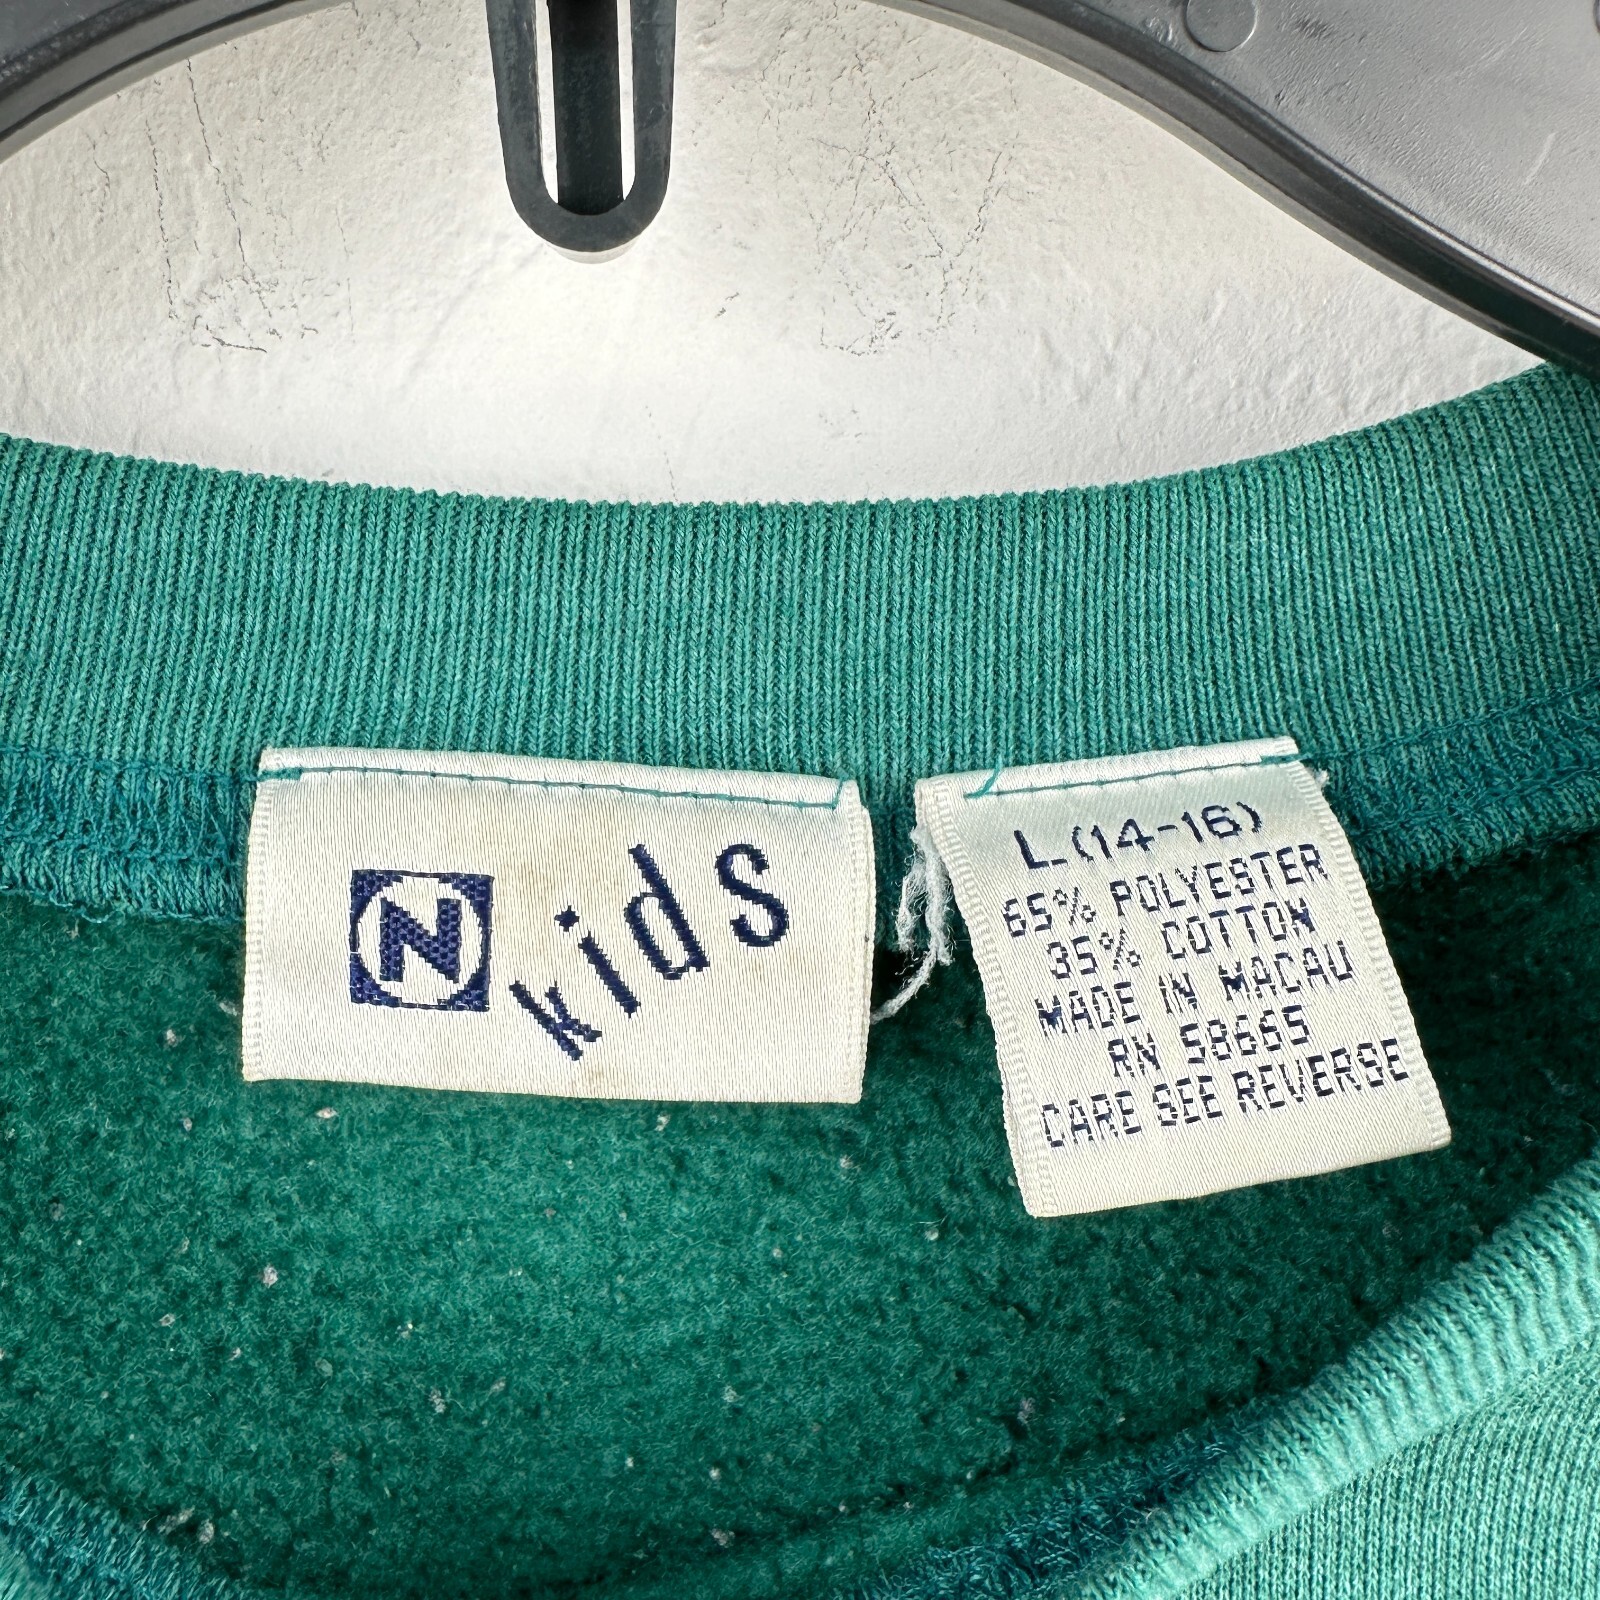 N kids
L (14-16)
65% POLYESTER
35% COTTON
MADE IN MACAU
RN 58665
CARE SEE REVERSE